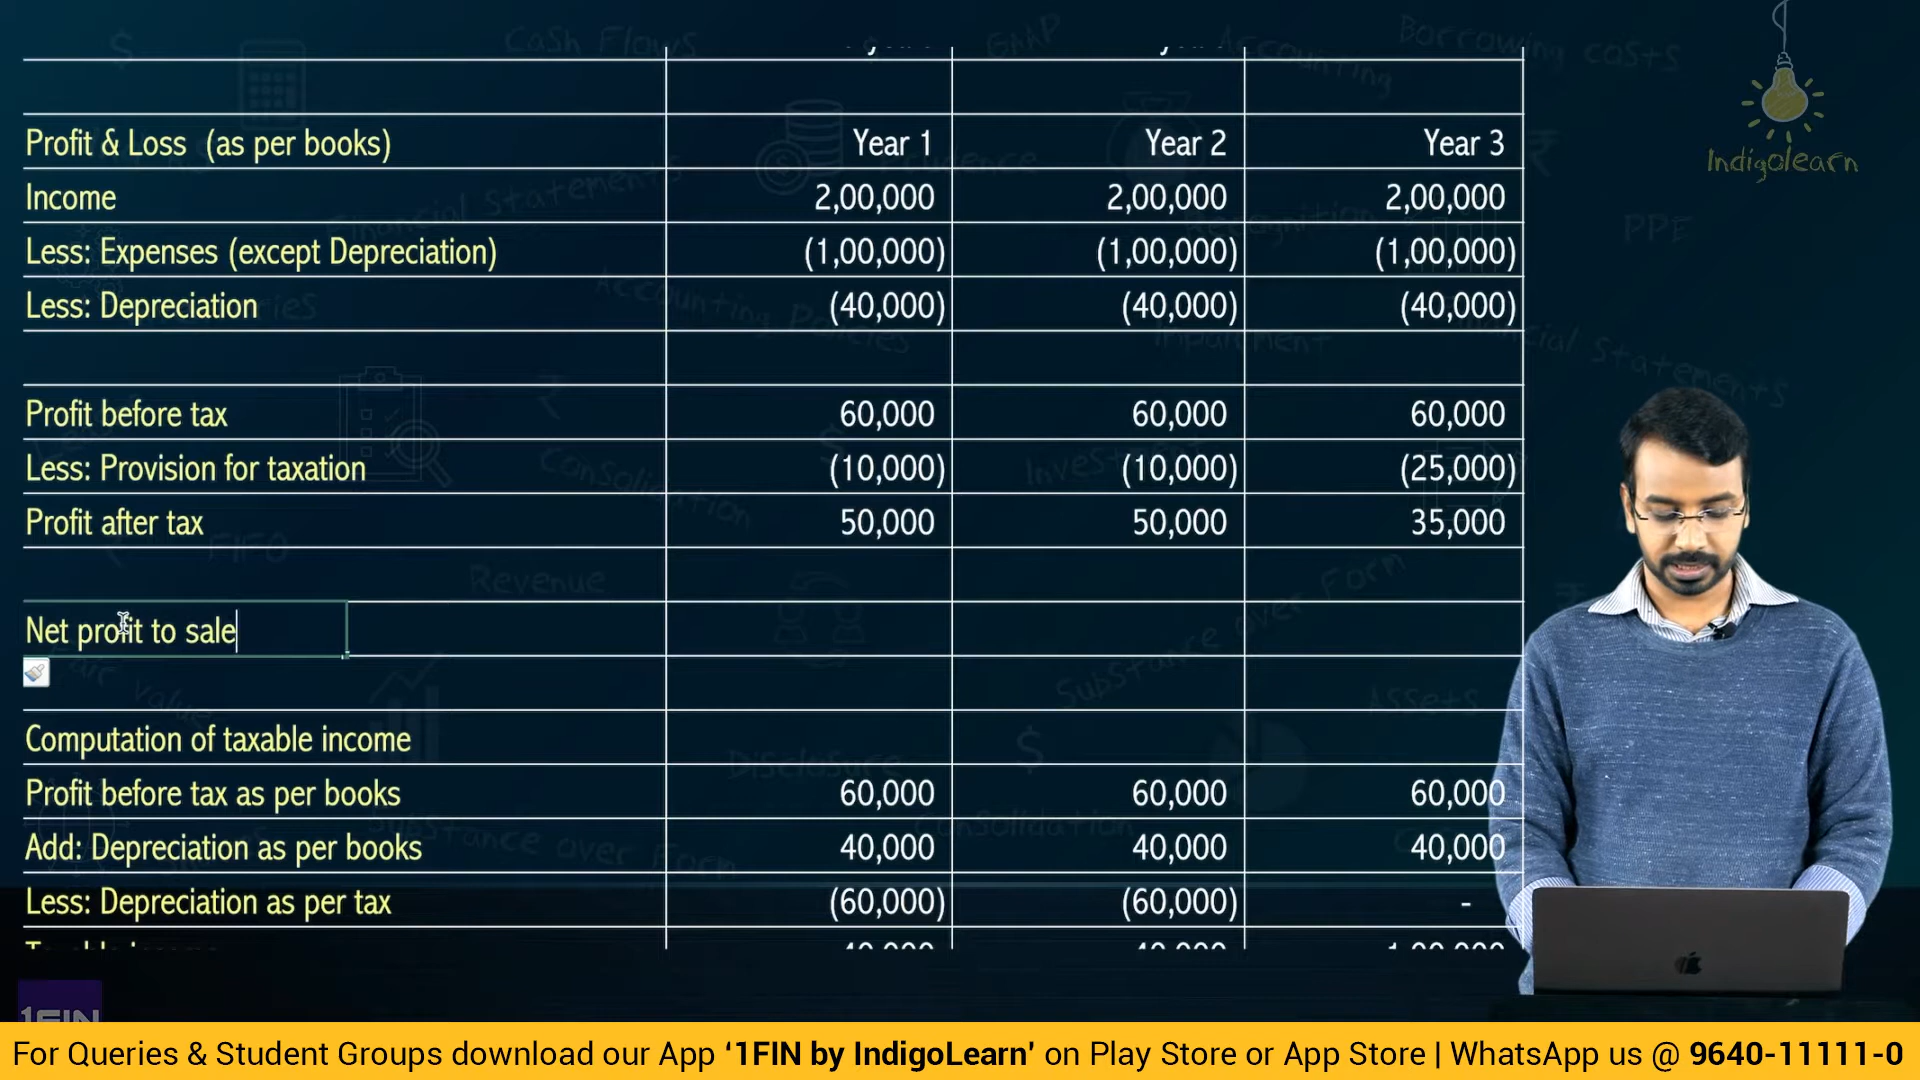 Indigolearn
Profit & Loss (as per books) Year 1 Year 2 Year 3
Income 2,00,000 2,00,000 2,00,000
Less: Expenses (except Depreciation) (1,00,000) (1,00,000) (1,00,000)
Less: Depreciation (40,000) (40,000) (40,000)
Profit before tax 60,000 60,000 60,000
Less: Provision for taxation (10,000) (10,000) (25,000)
Profit after tax 50,000 50,000 35,000
Net profit to sale
Computation of taxable income
Profit before tax as per books 60,000 60,000 60,000
Add: Depreciation as per books 40,000 40,000 40,000
Less: Depreciation as per tax (60,000) (60,000) -
1FIN
For Queries & Student Groups download our App ‘1FIN by IndigoLearn’ on Play Store or App Store | WhatsApp us @ 9640-11111-0